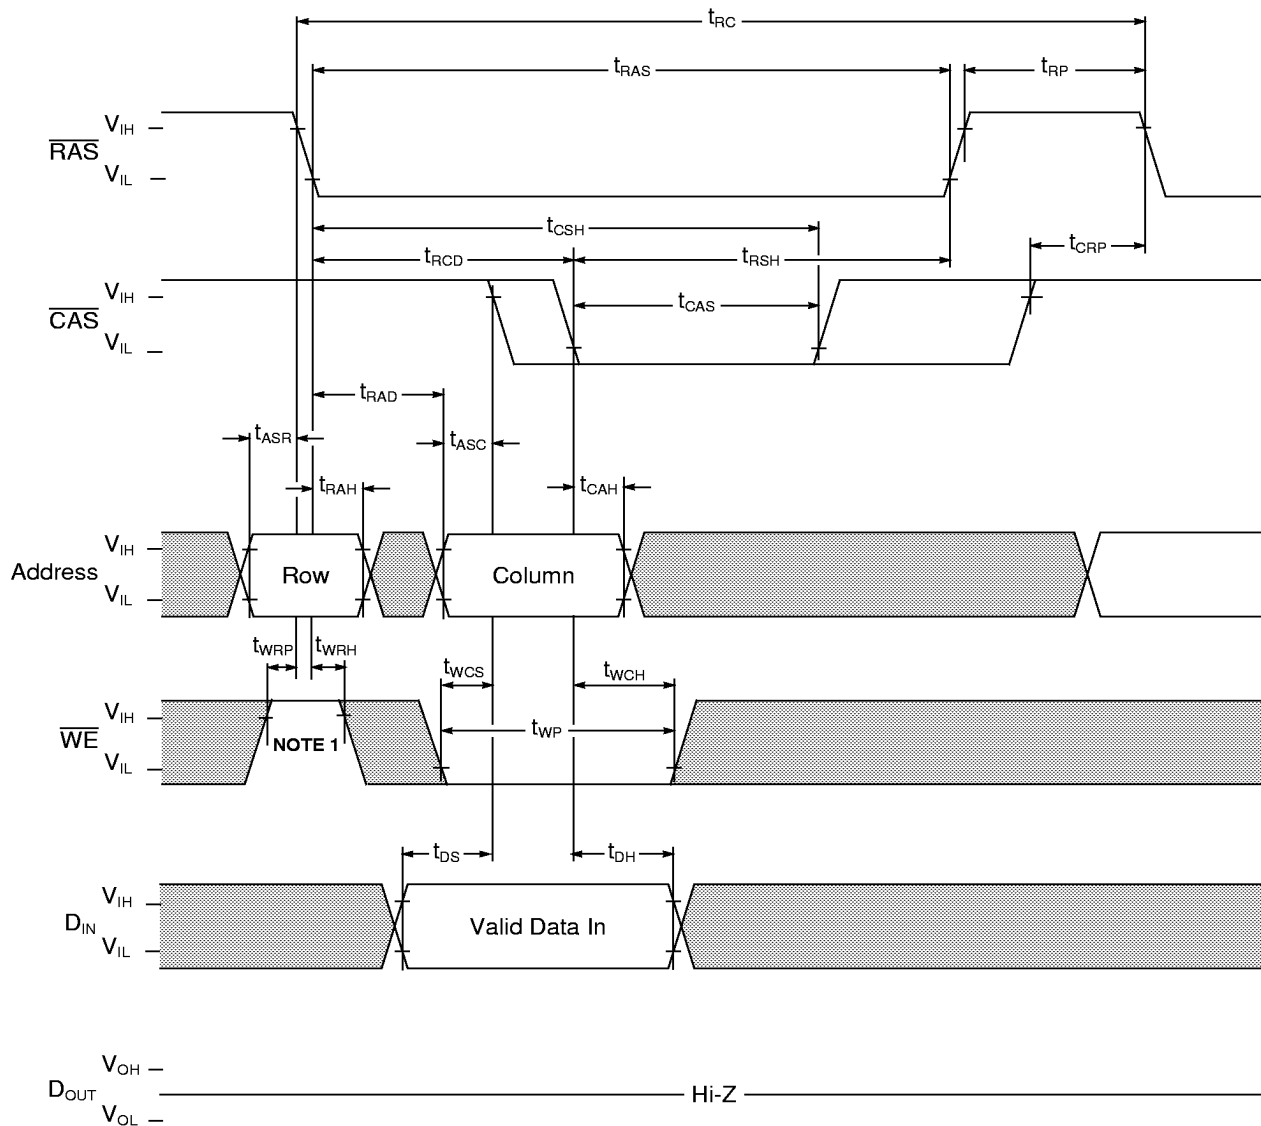 tRC
tRAS
tRP
VIH
RAS
VIL
tCSH
tRCD
tRSH
tCRP
VIH
CAS
VIL
tCAS
tRAD
tASR
tASC
tRAH
tCAH
VIH
Address
VIL
Row
Column
tWRP
tWRH
tWCS
tWCH
VIH
WE
VIL
NOTE 1
tWP
tDS
tDH
VIH
DIN
VIL
Valid Data In
VOH
DOUT
VOL
Hi-Z